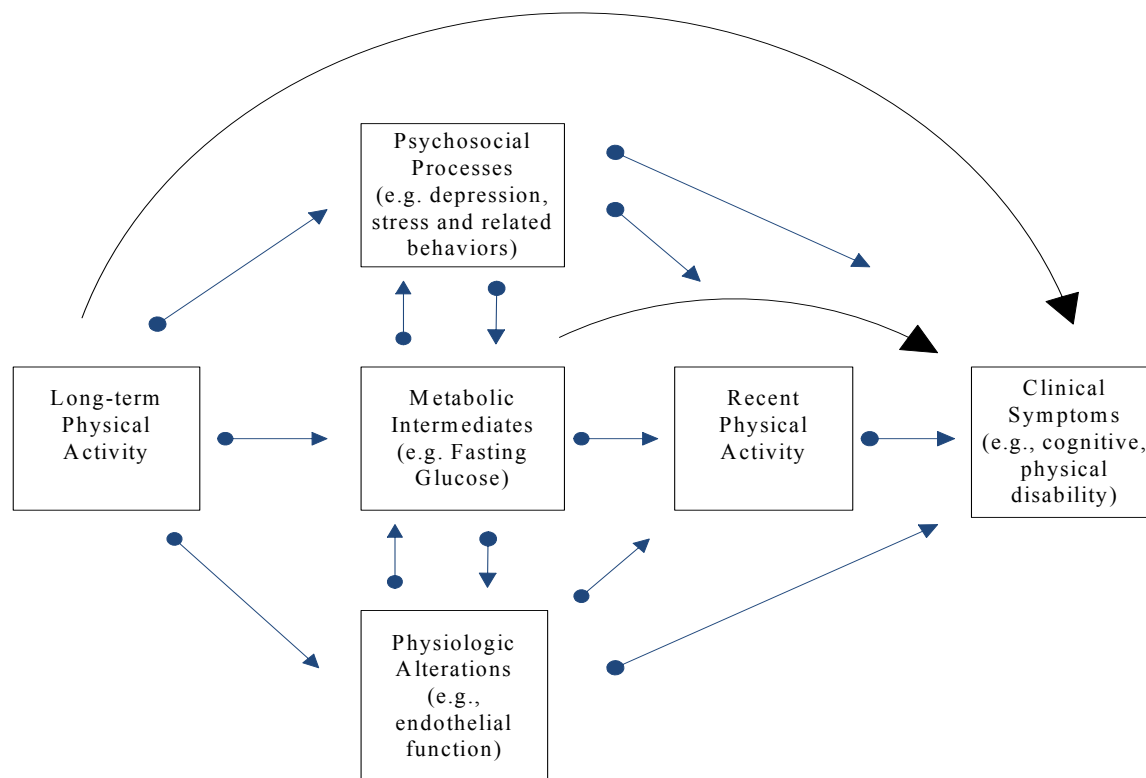 Psychosocial
Processes
(e.g. depression,
stress and related
behaviors)
Long-term
Physical
Activity
Metabolic
Intermediates
(e.g. Fasting
Glucose)
Recent
Physical
Activity
Clinical
Symptoms
(e.g., cognitive,
physical
disability)
Physiologic
Alterations
(e.g.,
endothelial
function)